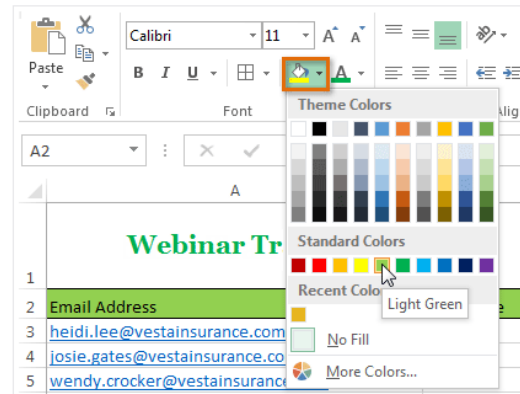 Calibri 11 A A
Paste B I U A
Clipboard Font Alig
Theme Colors
A2
A
Webinar Tr
Standard Colors
1
Recent Colo
Light Green
2 Email Address
3 heidi.lee@vestainsurance.com
No Fill
4 josie.gates@vestainsurance.co
More Colors...
5 wendy.crocker@vestainsurance